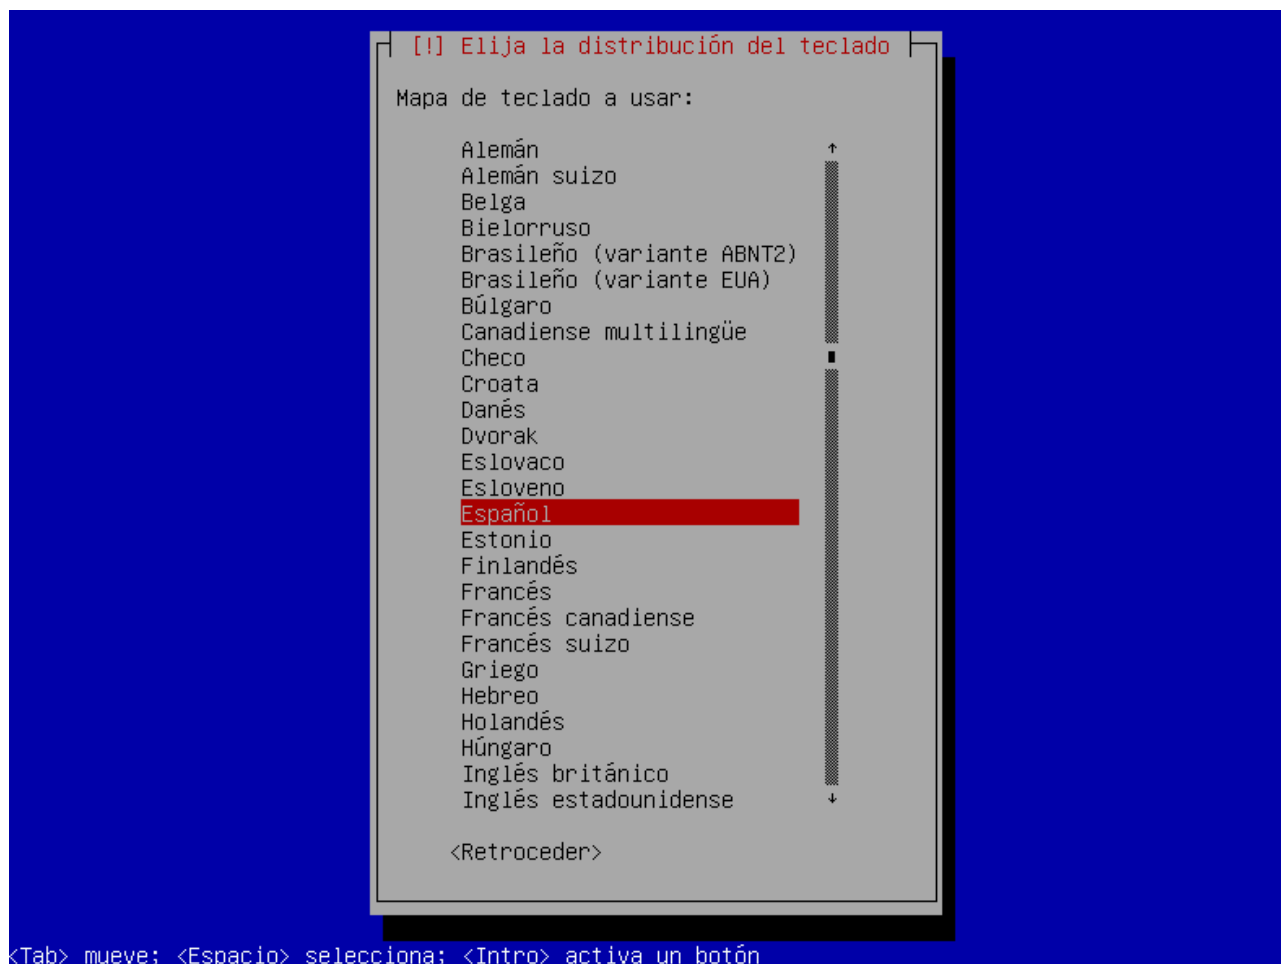 [!] Elija la distribución del teclado
Mapa de teclado a usar:
Alemán
Alemán suizo
Belga
Bielorruso
Brasileño (variante ABNT2)
Brasileño (variante EUA)
Búlgaro
Canadiense multilingüe
Checo
Croata
Danés
Dvorak
Eslovaco
Esloveno
Español
Estonio
Finlandés
Francés
Francés canadiense
Francés suizo
Griego
Hebreo
Holandés
Húngaro
Inglés británico
Inglés estadounidense
<Retroceder>
<Tab> mueve; <Espacio> selecciona; <Intro> activa un botón